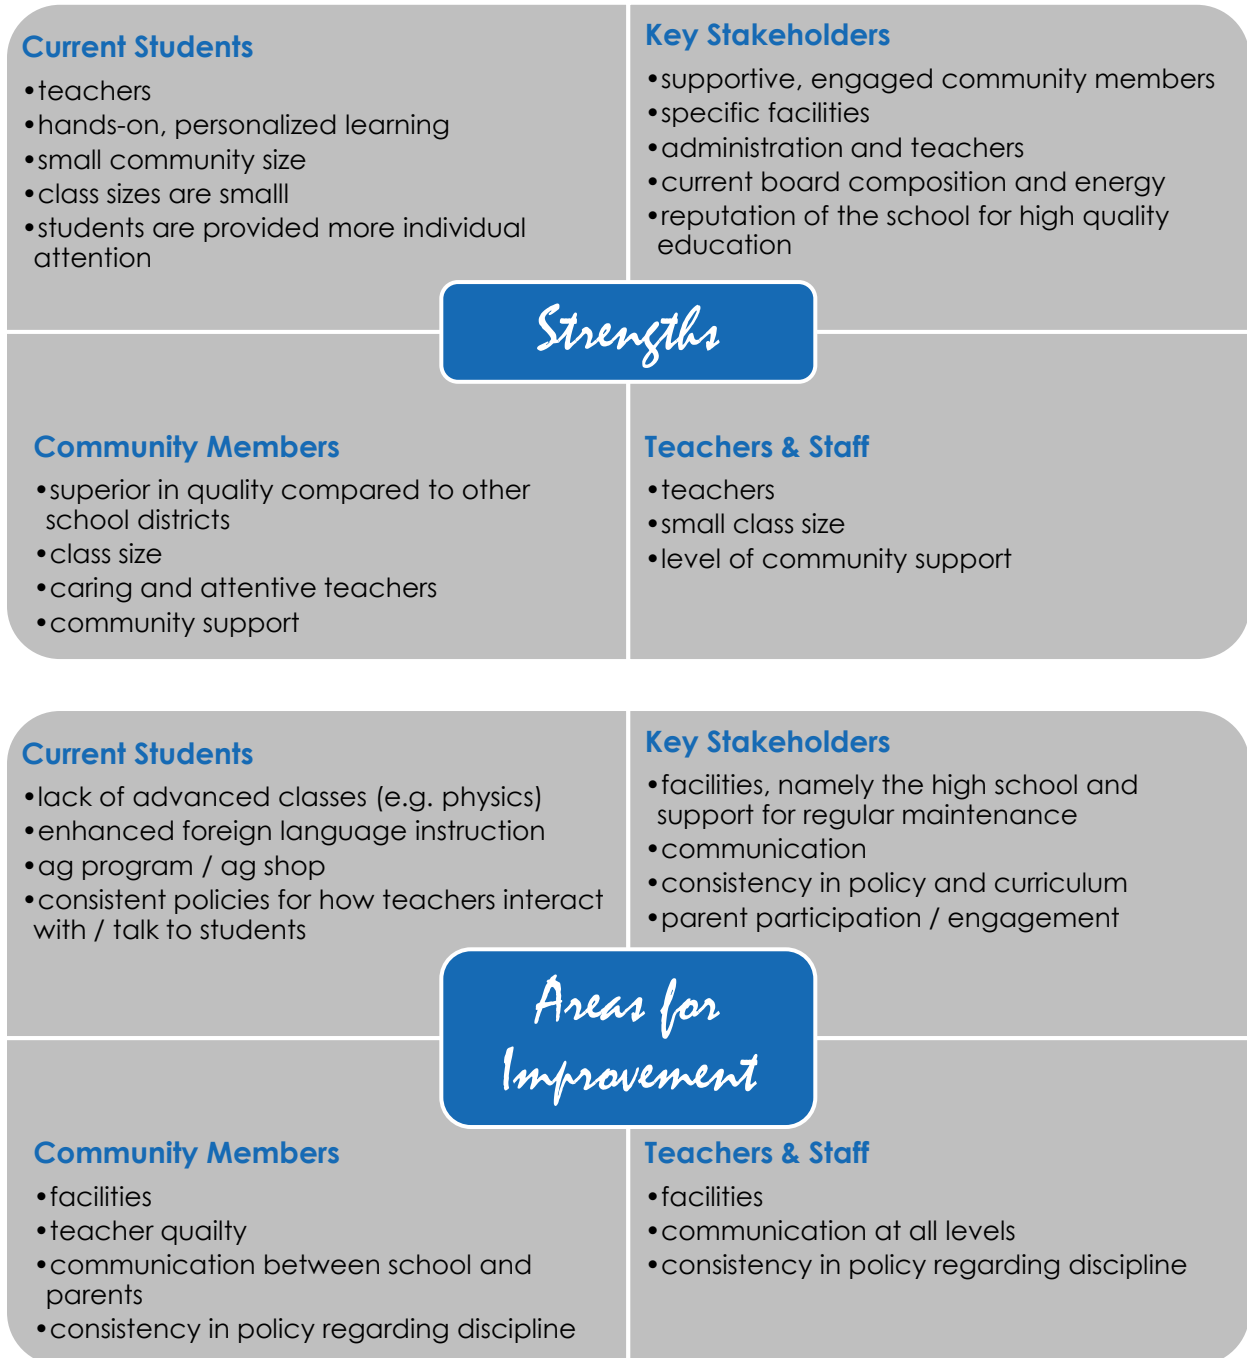 Current Students
•teachers
•hands-on, personalized learning
•small community size
•class sizes are smalll
•students are provided more individual
attention
Key Stakeholders
•supportive, engaged community members
•specific facilities
•administration and teachers
•current board composition and energy
•reputation of the school for high quality
education
Strengths
Community Members
•superior in quality compared to other
school districts
•class size
•caring and attentive teachers
•community support
Teachers & Staff
•teachers
•small class size
•level of community support
Current Students
•lack of advanced classes (e.g. physics)
•enhanced foreign language instruction
•ag program / ag shop
•consistent policies for how teachers interact
with / talk to students
Key Stakeholders
•facilities, namely the high school and
support for regular maintenance
•communication
•consistency in policy and curriculum
•parent participation / engagement
Areas for
Improvement
Community Members
•facilities
•teacher quailty
•communication between school and
parents
•consistency in policy regarding discipline
Teachers & Staff
•facilities
•communication at all levels
•consistency in policy regarding discipline